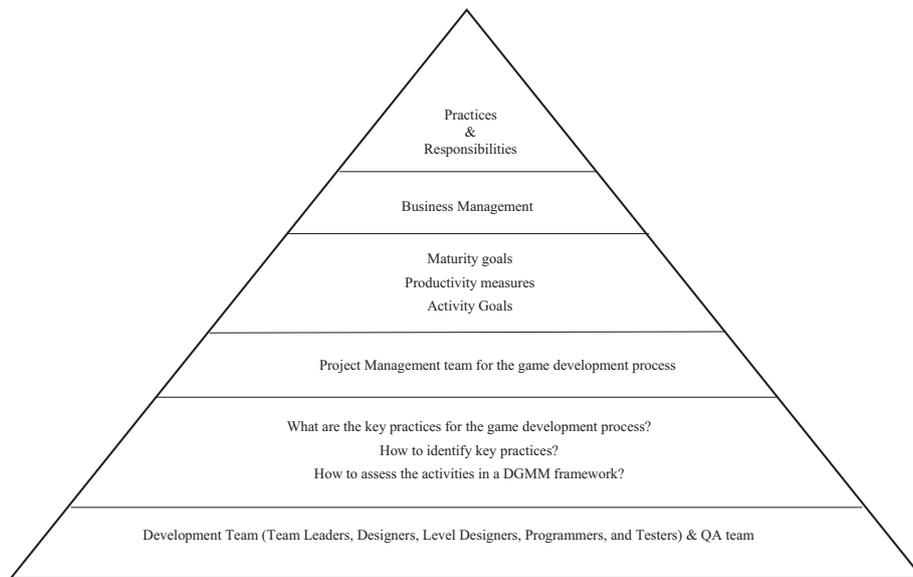 Practices
&
Responsibilities
Business Management
Maturity goals
Productivity measures
Activity Goals
Project Management team for the game development process
What are the key practices for the game development process?
How to identify key practices?
How to assess the activities in a DGMM framework?
Development Team (Team Leaders, Designers, Level Designers, Programmers, and Testers) & QA team